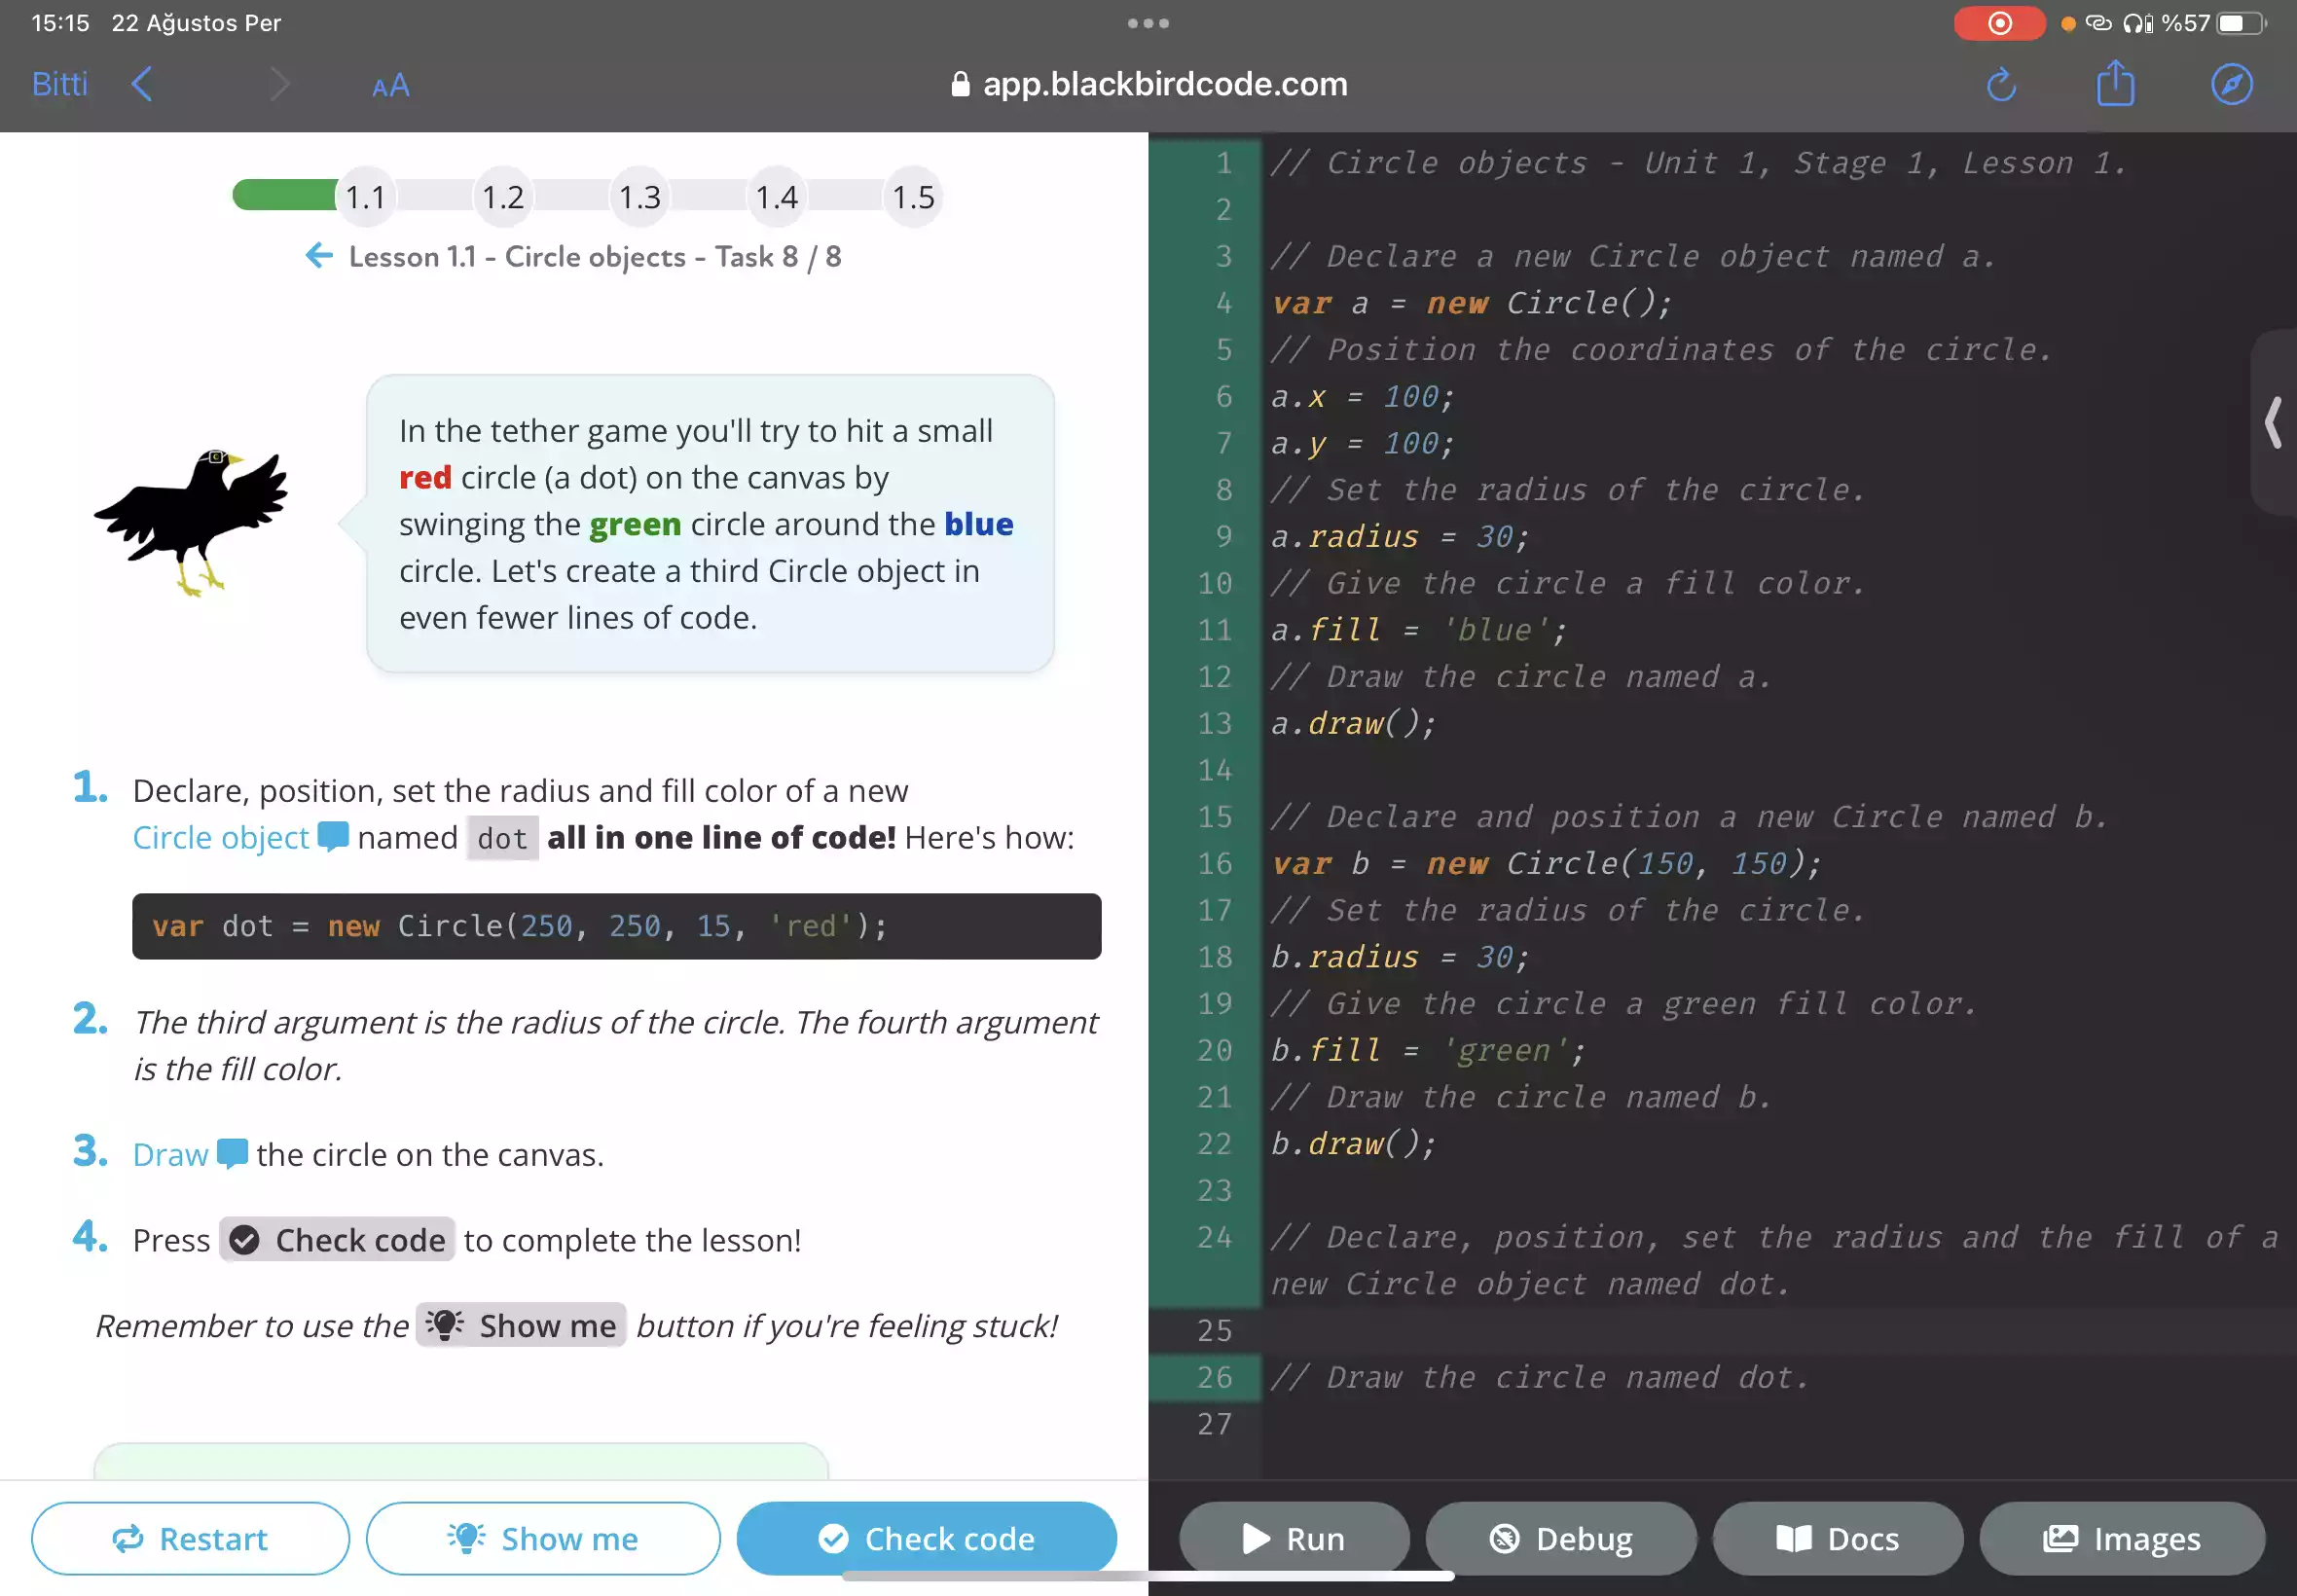 15:15 22 Ağustos Per
%57
Bitti
AA
app.blackbirdcode.com
1.1 1.2 1.3 1.4 1.5
Lesson 1.1 - Circle objects - Task 8 / 8
In the tether game you'll try to hit a small
red circle (a dot) on the canvas by
swinging the green circle around the blue
circle. Let's create a third Circle object in
even fewer lines of code.
1. Declare, position, set the radius and fill color of a new
Circle object named dot all in one line of code! Here's how:
var dot = new Circle(250, 250, 15, 'red');
2. The third argument is the radius of the circle. The fourth argument
is the fill color.
3. Draw the circle on the canvas.
4. Press Check code to complete the lesson!
Remember to use the Show me button if you're feeling stuck!
Restart
Show me
Check code
1 // Circle objects - Unit 1, Stage 1, Lesson 1.
2
3 // Declare a new Circle object named a.
4 var a = new Circle();
5 // Position the coordinates of the circle.
6 a.x = 100;
7 a.y = 100;
8 // Set the radius of the circle.
9 a.radius = 30;
10 // Give the circle a fill color.
11 a.fill = 'blue';
12 // Draw the circle named a.
13 a.draw();
14
15 // Declare and position a new Circle named b.
16 var b = new Circle(150, 150);
17 // Set the radius of the circle.
18 b.radius = 30;
19 // Give the circle a green fill color.
20 b.fill = 'green';
21 // Draw the circle named b.
22 b.draw();
23
24 // Declare, position, set the radius and the fill of a
new Circle object named dot.
25
26 // Draw the circle named dot.
27
Run
Debug
Docs
Images